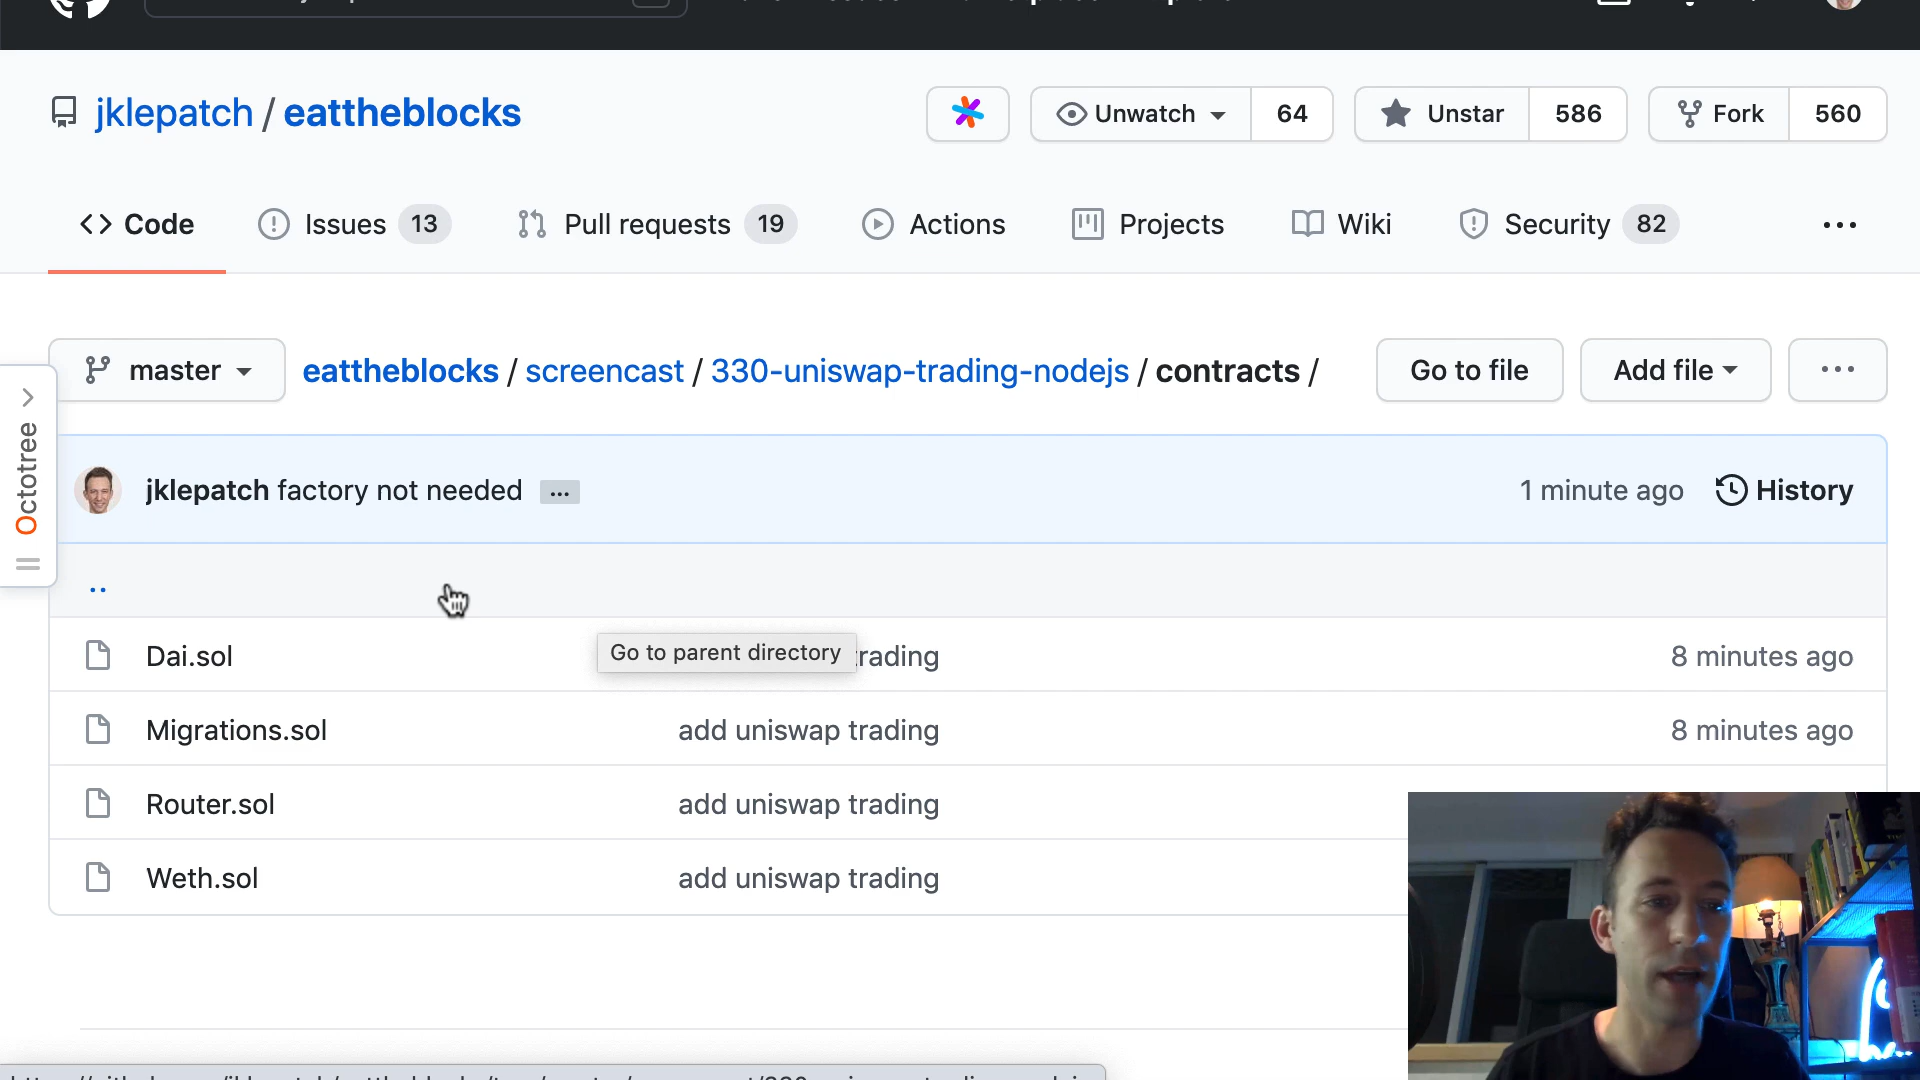 jklepatch / eattheblocks
Unwatch 64
Unstar 586
Fork 560
Code
Issues 13
Pull requests 19
Actions
Projects
Wiki
Security 82
Octotree
master
eattheblocks / screencast / 330-uniswap-trading-nodejs / contracts /
Go to file
Add file
jklepatch factory not needed ...
1 minute ago
History
..
Go to parent directory
Dai.sol
trading
8 minutes ago
Migrations.sol
add uniswap trading
8 minutes ago
Router.sol
add uniswap trading
Weth.sol
add uniswap trading